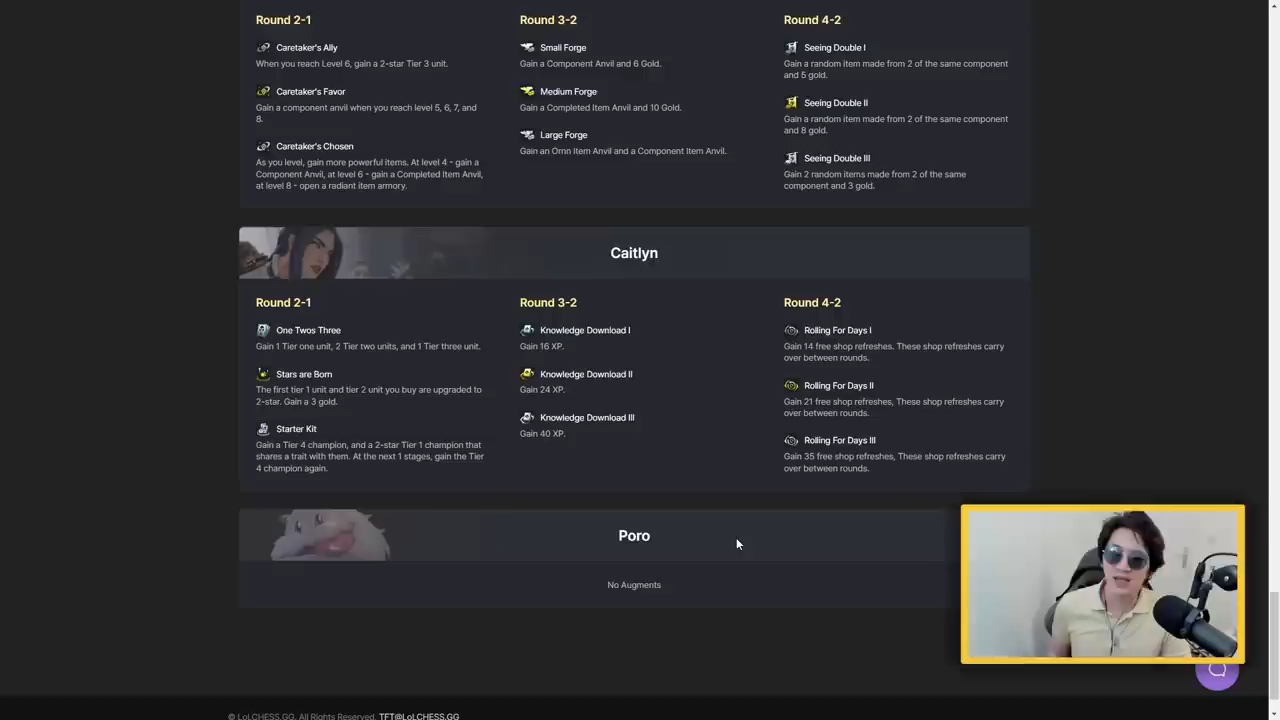 Round 2-1
Caretaker's Ally
When you reach Level 6, gain a 2-star Tier 3 unit.
Caretaker's Favor
Gain a component anvil when you reach level 5, 6, 7, and
8.
Caretaker's Chosen
As you level, gain more powerful items. At level 4 - gain a
Component Anvil, at level 6 - gain a Completed Item Anvil,
at level 8 - open a radiant item armory.
Round 3-2
Small Forge
Gain a Component Anvil and 6 Gold.
Medium Forge
Gain a Completed Item Anvil and 10 Gold.
Large Forge
Gain an Ornn Item Anvil and a Component Item Anvil.
Round 4-2
Seeing Double I
Gain a random item made from 2 of the same component
and 5 gold.
Seeing Double II
Gain a random item made from 2 of the same component
and 8 gold.
Seeing Double III
Gain 2 random items made from 2 of the same
component and 3 gold.
Caitlyn
Round 2-1
One Twos Three
Gain 1 Tier one unit, 2 Tier two units, and 1 Tier three unit.
Stars are Born
The first tier 1 unit and tier 2 unit you buy are upgraded to
2-star. Gain a 3 gold.
Starter Kit
Gain a Tier 4 champion, and a 2-star Tier 1 champion that
shares a trait with them. At the next 1 stages, gain the Tier
4 champion again.
Round 3-2
Knowledge Download I
Gain 16 XP.
Knowledge Download II
Gain 24 XP.
Knowledge Download III
Gain 40 XP.
Round 4-2
Rolling For Days I
Gain 14 free shop refreshes. These shop refreshes carry
over between rounds.
Rolling For Days II
Gain 21 free shop refreshes, These shop refreshes carry
over between rounds.
Rolling For Days III
Gain 35 free shop refreshes, These shop refreshes carry
over between rounds.
Poro
No Augments
© LoLCHESS.GG. All Rights Reserved. TFT@LoLCHESS.GG